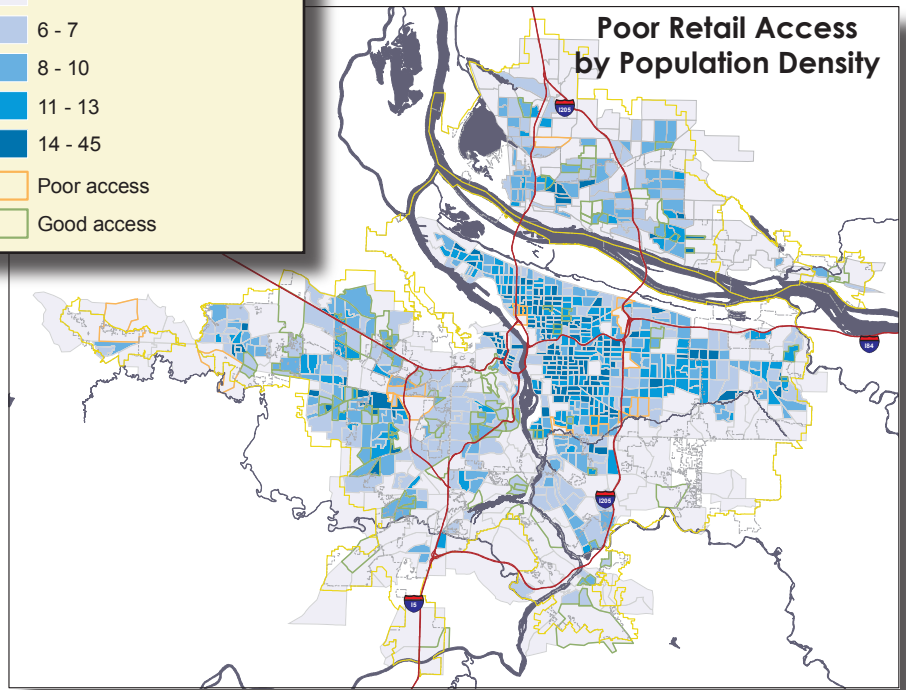 Poor Retail Access
by Population Density
6 - 7
8 - 10
11 - 13
14 - 45
Poor access
Good access
I205
I84
I205
I5